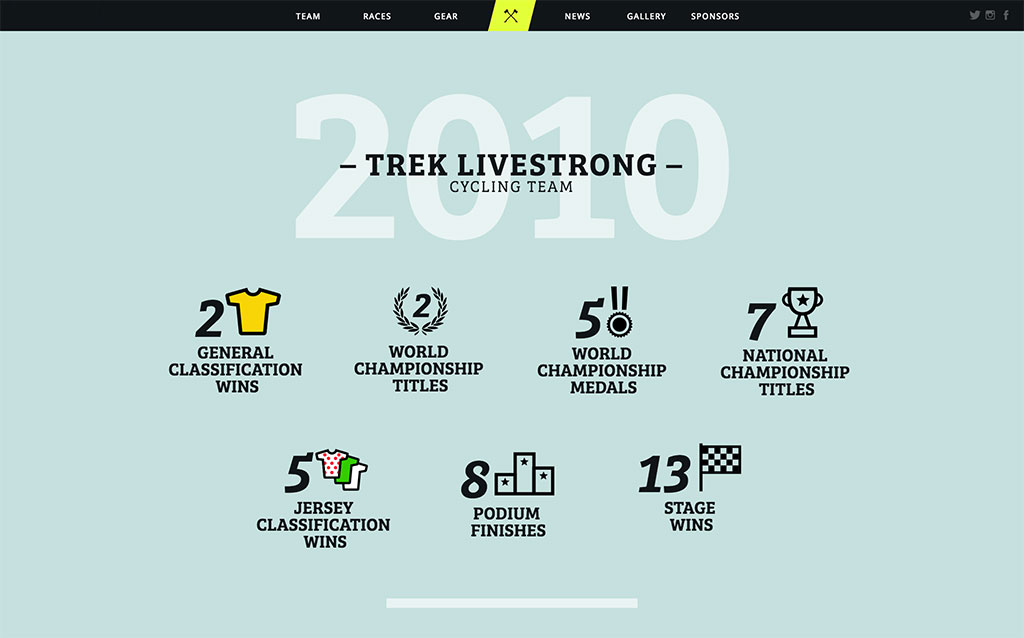 TEAM RACES GEAR NEWS GALLERY SPONSORS
2010
– TREK LIVESTRONG –
CYCLING TEAM
2
GENERAL
CLASSIFICATION
WINS
2
WORLD
CHAMPIONSHIP
TITLES
5
WORLD
CHAMPIONSHIP
MEDALS
7
NATIONAL
CHAMPIONSHIP
TITLES
5
JERSEY
CLASSIFICATION
WINS
8
PODIUM
FINISHES
13
STAGE
WINS